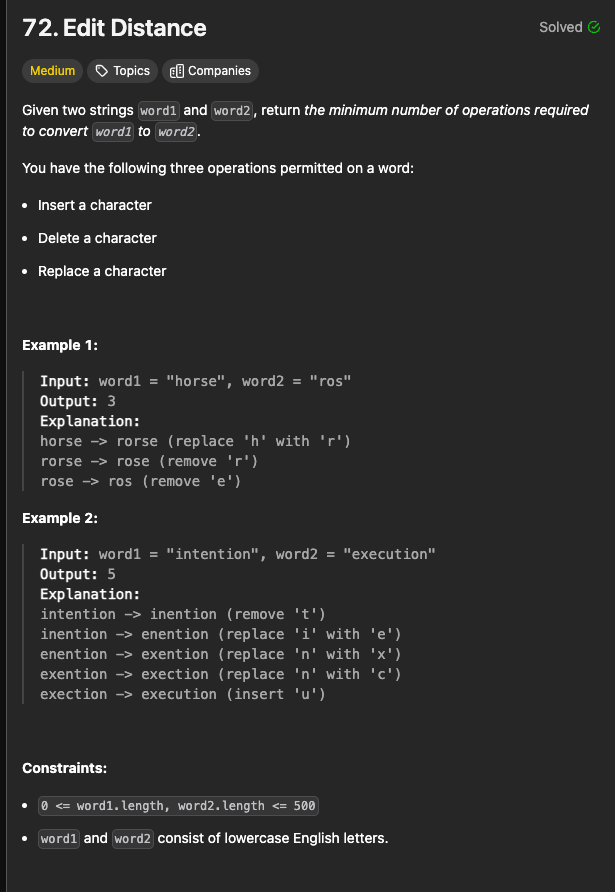 72. Edit Distance
Solved
Medium
Topics
Companies
Given two strings word1 and word2, return the minimum number of operations required
to convert word1 to word2.
You have the following three operations permitted on a word:
• Insert a character
• Delete a character
• Replace a character
Example 1:
Input: word1 = "horse", word2 = "ros"
Output: 3
Explanation:
horse -> rorse (replace 'h' with 'r')
rorse -> rose (remove 'r')
rose -> ros (remove 'e')
Example 2:
Input: word1 = "intention", word2 = "execution"
Output: 5
Explanation:
intention -> inention (remove 't')
inention -> enention (replace 'i' with 'e')
enention -> exention (replace 'n' with 'x')
exention -> exection (replace 'n' with 'c')
exection -> execution (insert 'u')
Constraints:
• 0 <= word1.length, word2.length <= 500
• word1 and word2 consist of lowercase English letters.